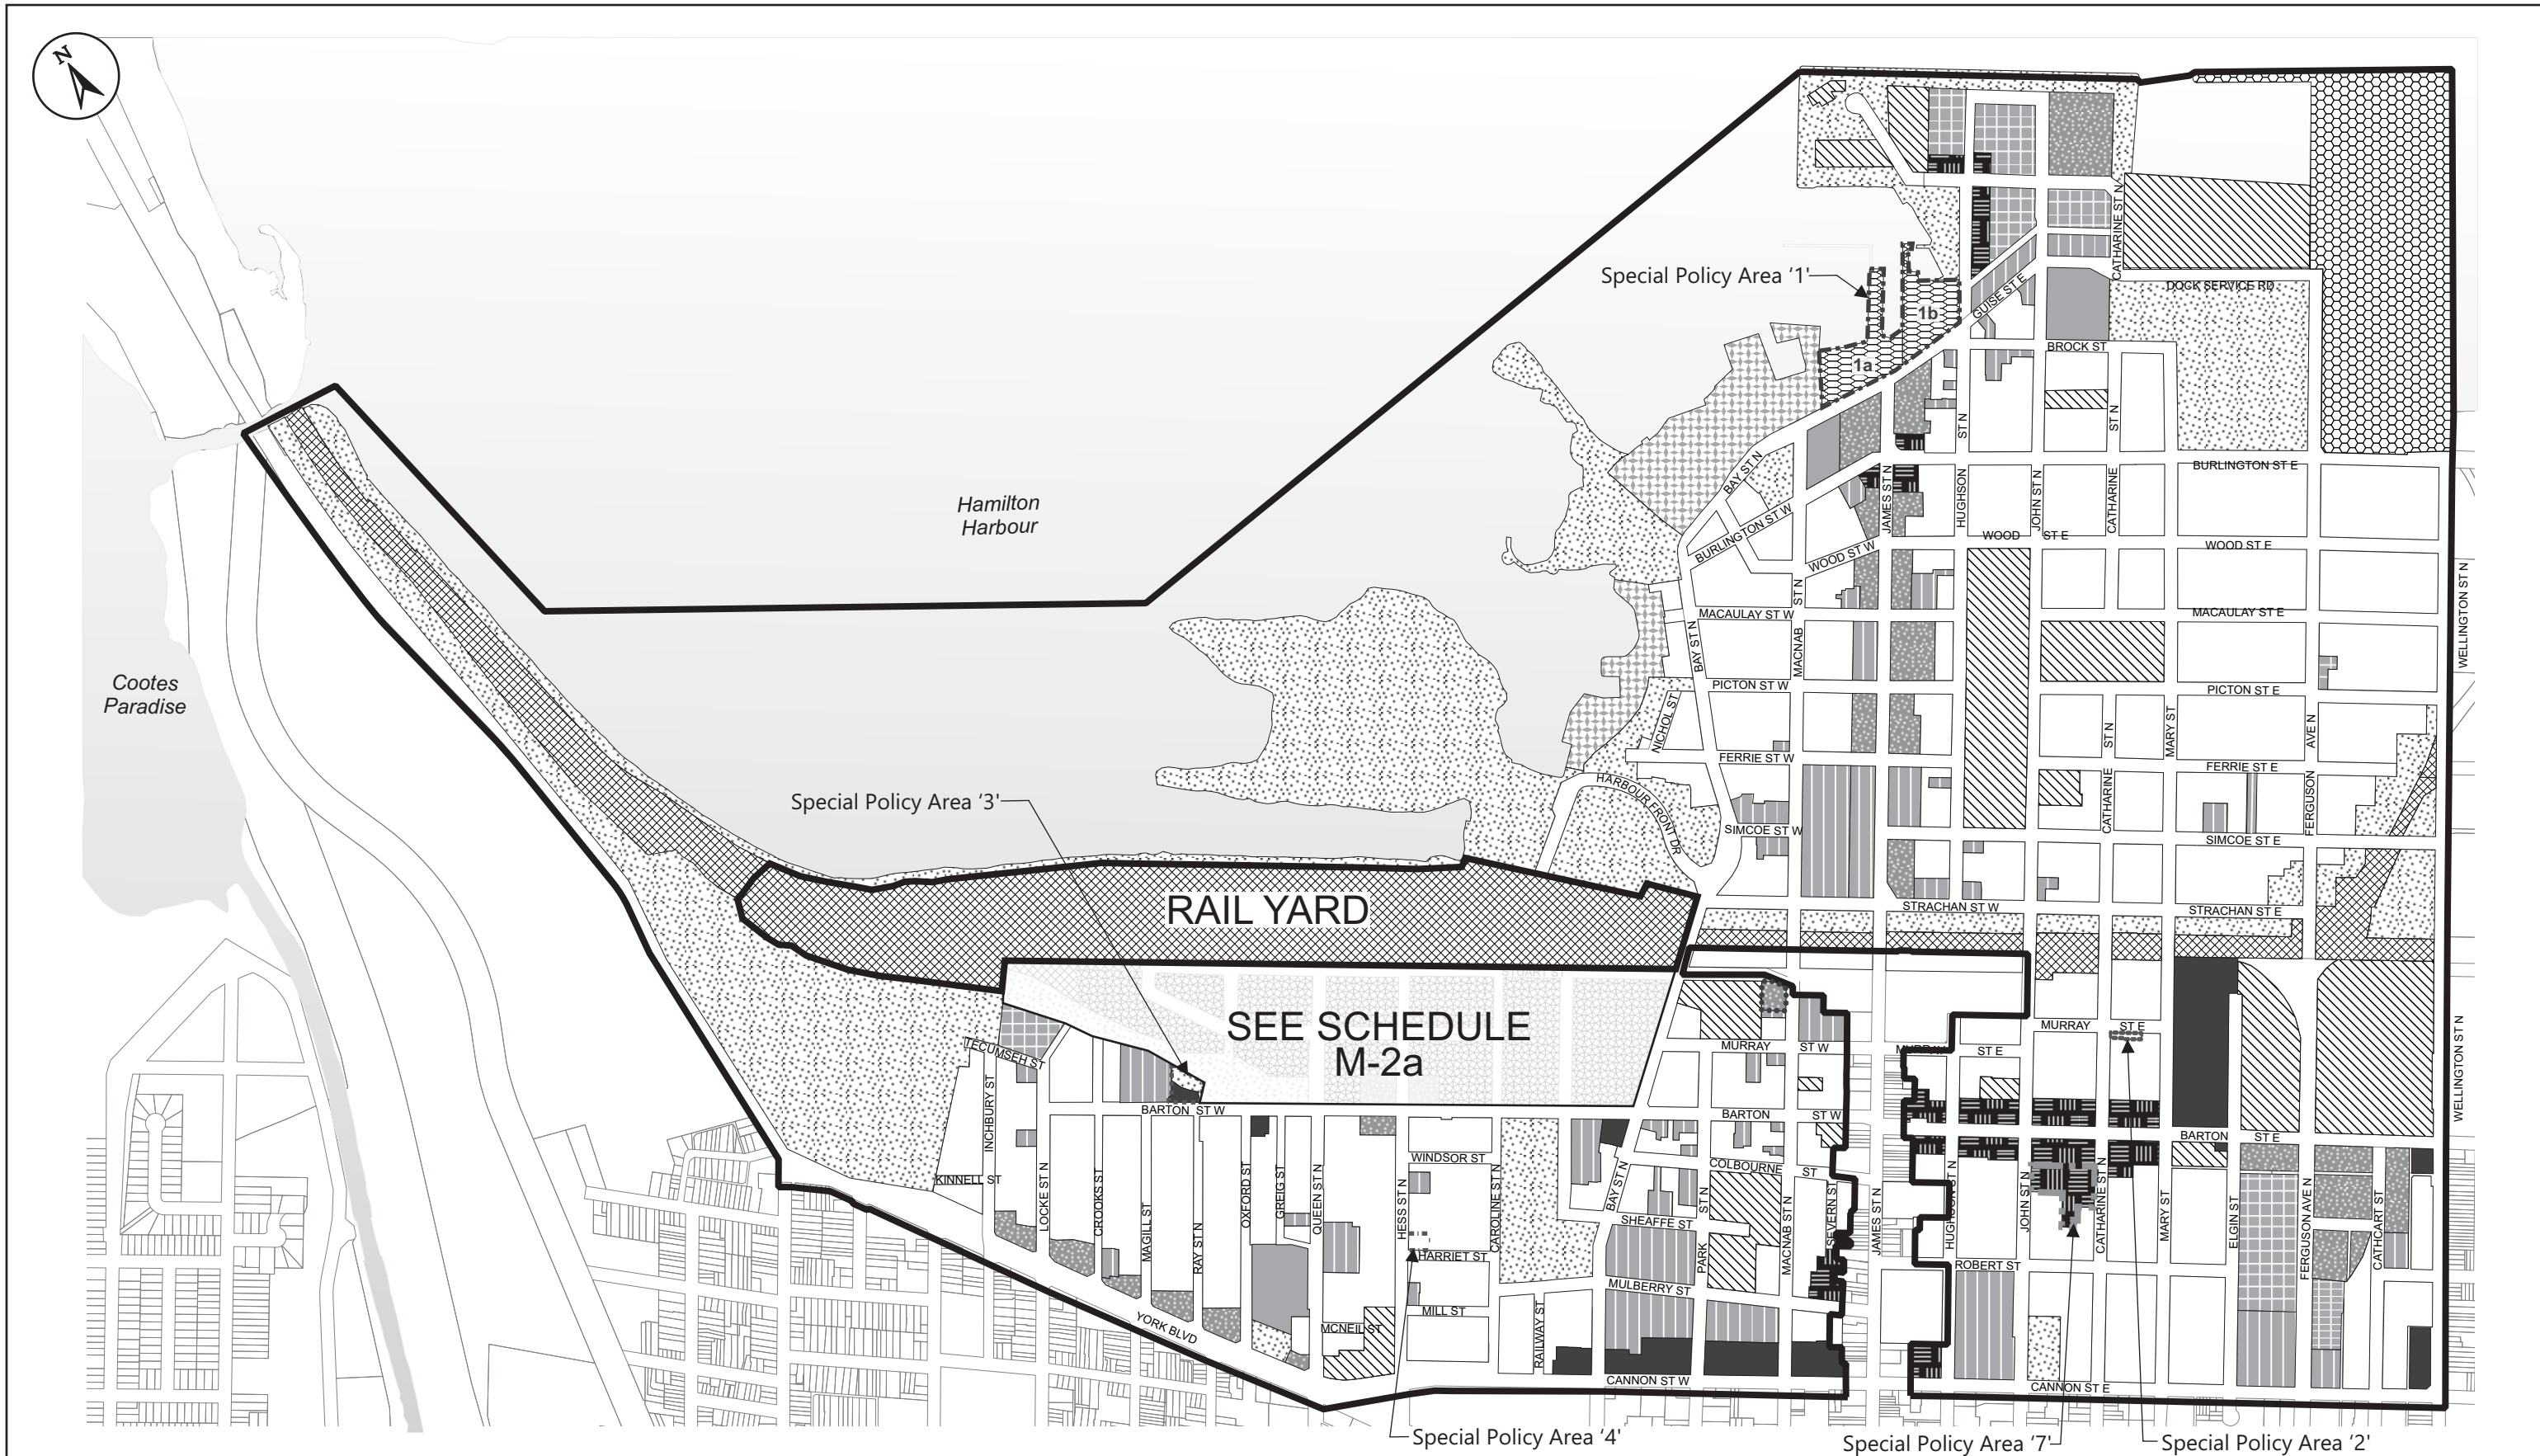 N
Special Policy Area '1'
CATHARINE ST N
DOCK SERVICE RD
GUISE ST E
1b
1a
BROCK ST
Hamilton
Harbour
BAY ST N
ST N
ST N
BURLINGTON ST E
BURLINGTON ST W
JAMES ST N
HUGHSON
JOHN ST N
CATHARINE
WOOD ST W
WOOD ST E
WOOD ST E
WELLINGTON ST N
ST N
MACAULAY ST W
MACAULAY ST E
BAY ST N
MACNAB
Cootes
Paradise
PICTON ST W
PICTON ST E
NICHOL ST
ST N
MARY ST
AVE N
FERRIE ST W
FERRIE ST E
HARBOUR FRONT DR
CATHARINE
FERGUSON
Special Policy Area '3'
SIMCOE ST W
SIMCOE ST E
RAIL YARD
STRACHAN ST W
STRACHAN ST E
STUART ST
SEE SCHEDULE
M-2a
MURRAY ST E
MURRAY ST W
MURRAY ST E
WELLINGTON ST N
TECUMSEH ST
INCHBURY ST
BARTON ST W
BARTON ST W
BARTON ST E
WINDSOR ST
COLBOURNE ST
KINNELL ST
LOCKE ST N
CROOKS ST
MAGILL ST
RAY ST N
OXFORD ST
GREIG ST
QUEEN ST N
HESS ST N
CAROLINE ST N
BAY ST N
ST N
PARK
MACNAB ST N
SEVERN ST
JAMES ST N
HUGHSON ST N
JOHN ST N
CATHARINE ST N
MARY ST
ELGIN ST
FERGUSON AVE N
CATHCART ST
SHEAFFE ST
HARRIET ST
ROBERT ST
MULBERRY ST
MILL ST
RAILWAY ST
MCNEIL ST
YORK BLVD
CANNON ST W
CANNON ST E
Special Policy Area '4'
Special Policy Area '7'
Special Policy Area '2'